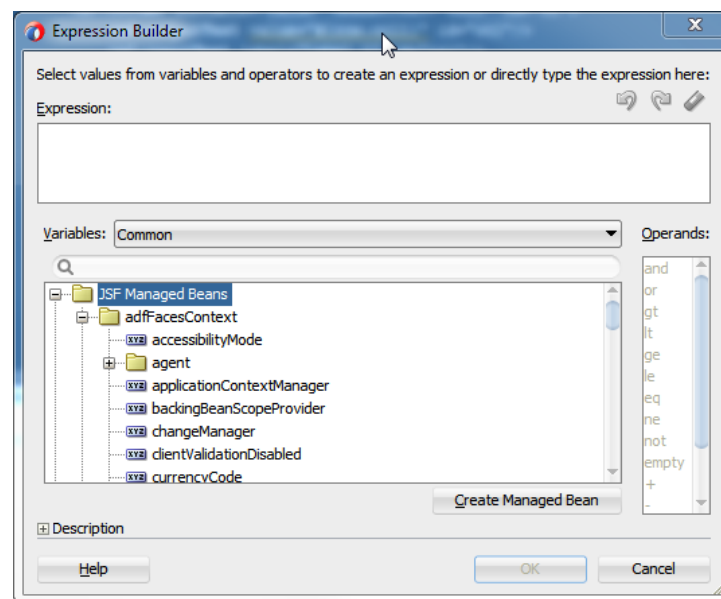 Expression Builder
Select values from variables and operators to create an expression or directly type the expression here:
Expression:
Variables: Common
Operands:
JSF Managed Beans
adfFacesContext
accessibilityMode
agent
applicationContextManager
backingBeanScopeProvider
changeManager
clientValidationDisabled
currencyCode
and
or
gt
lt
ge
le
eq
ne
not
empty
+
-
Create Managed Bean
Description
Help
OK
Cancel